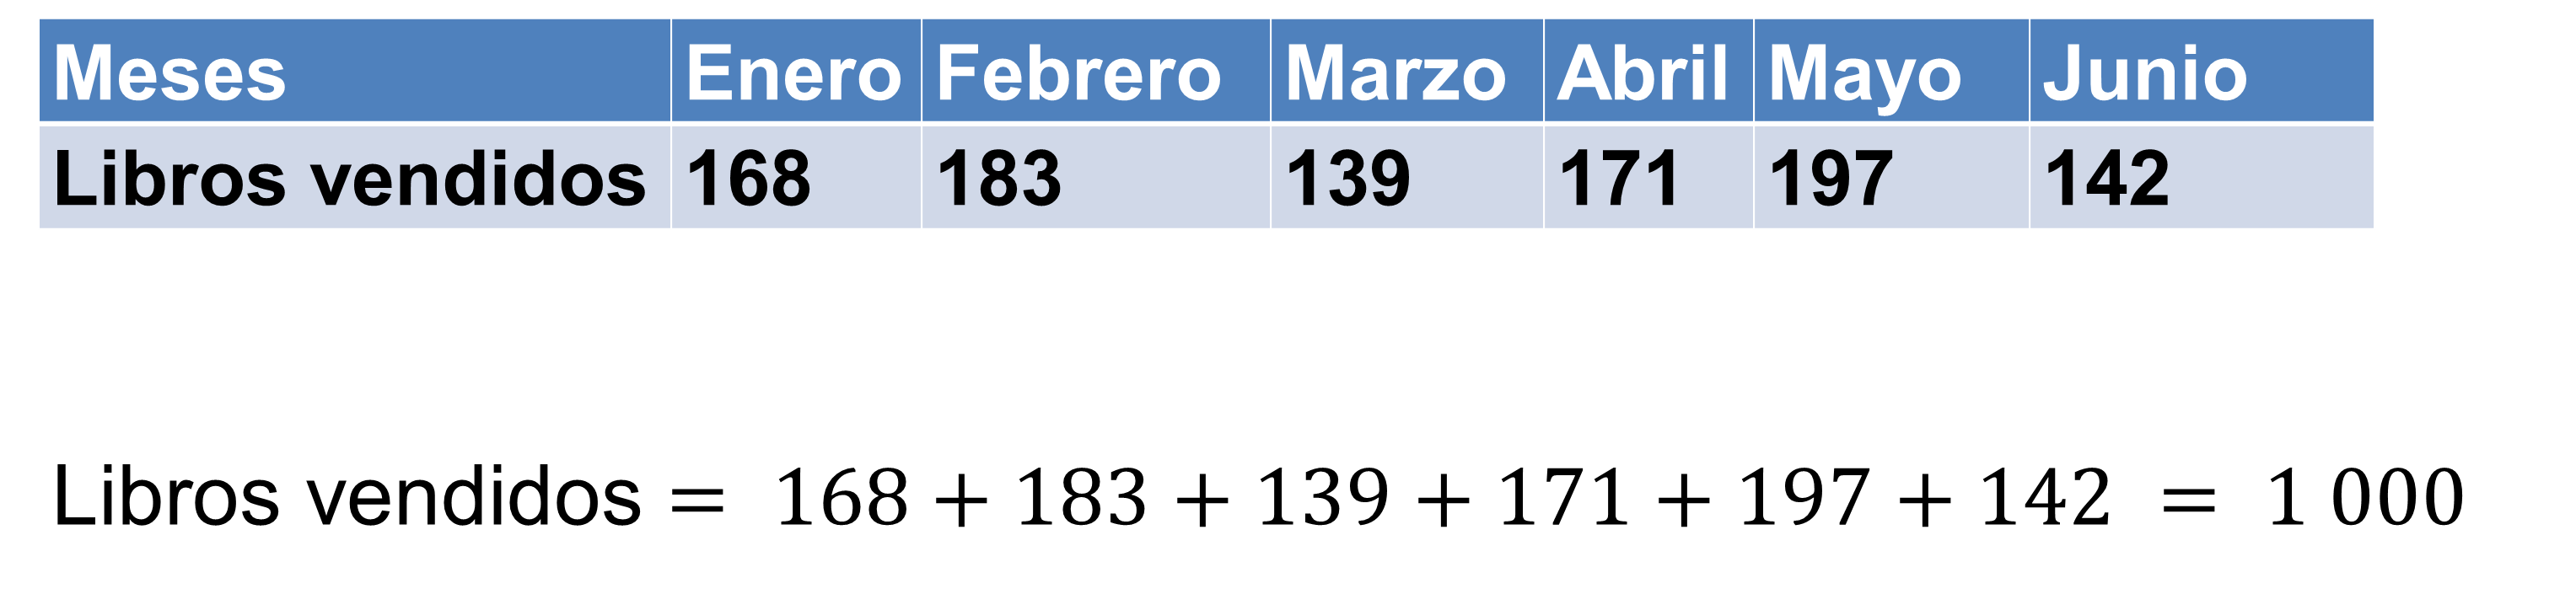 Meses Enero Febrero Marzo Abril Mayo Junio
Libros vendidos 168 183 139 171 197 142
Libros vendidos = 168 + 183 + 139 + 171 + 197 + 142 = 1 000